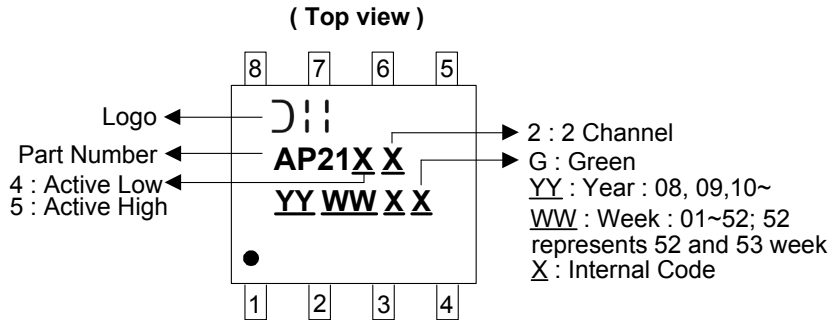 ( Top view )
8 7 6 5
Logo
Part Number
4 : Active Low
5 : Active High
AP21X X
YY WW X X
2 : 2 Channel
G : Green
YY : Year : 08, 09,10~
WW : Week : 01~52; 52
represents 52 and 53 week
X : Internal Code
1 2 3 4